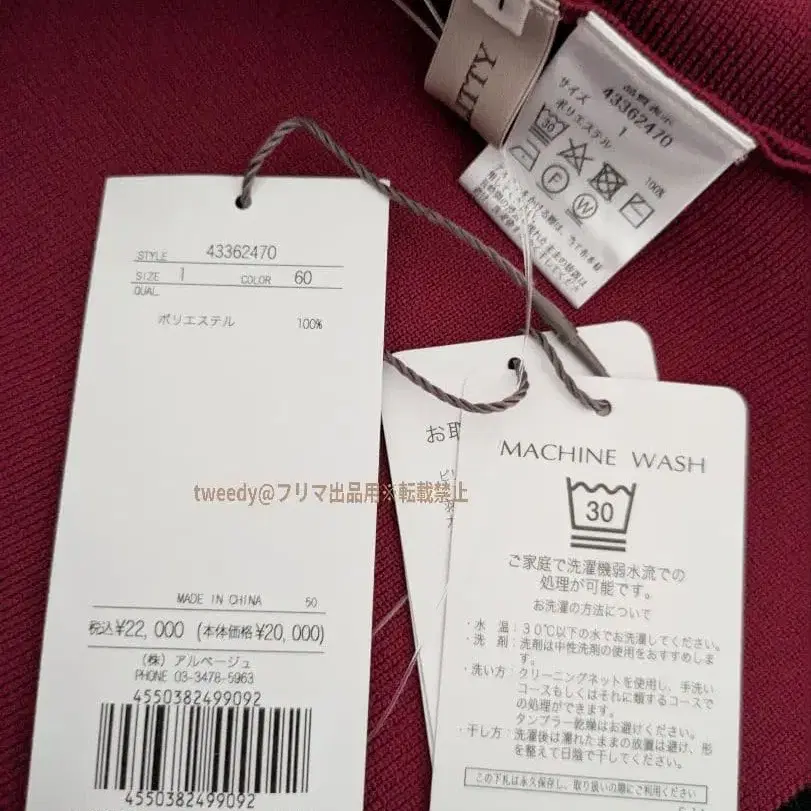 STYLE 43362470
SIZE 1 COLOR 60
QUAL.
ポリエステル 100%
tweedy@フリマ出品用※転載禁止
MADE IN CHINA 50
税込¥22,000 (本体価格¥20,000)
(株) アルページュ
PHONE 03-3478-5963
4550382499092
4550382499092
ITTY
品質表示
43362470
サイズ 1
ポリエステル 100%
30
F
W
お取
MACHINE WASH
30
ご家庭で洗濯機弱水流での
処理が可能です。
お洗濯の方法について
・水 温:30℃以下の水でお洗濯してください。
・洗 剤:洗剤は中性洗剤の使用をおすすめしま
す。
・洗い方:クリーニングネットを使用し、手洗い
コースもしくはそれに類するコースで
の処理ができます。
タンブラー乾燥はお避けください。
・干し方:洗濯後は濡れたままの放置は避け、形
を整えて日陰で干してください。
この下札は永久保存し、取り扱いの際にご利用ください。